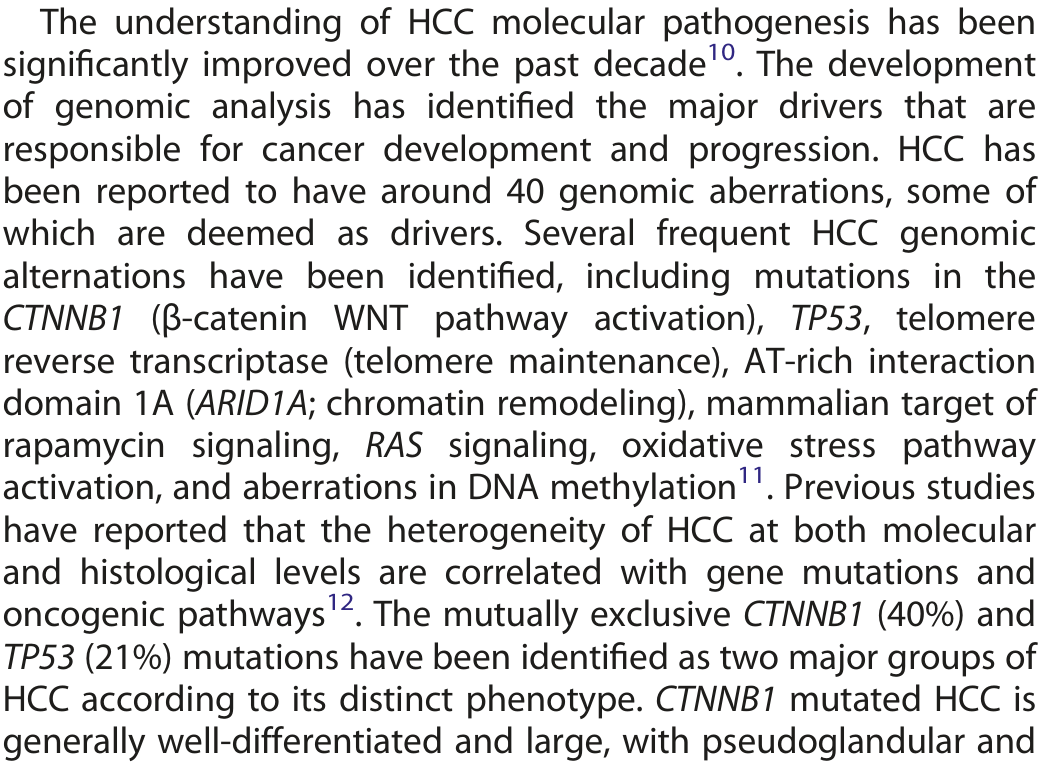 The understanding of HCC molecular pathogenesis has been
significantly improved over the past decade10. The development
of genomic analysis has identified the major drivers that are
responsible for cancer development and progression. HCC has
been reported to have around 40 genomic aberrations, some of
which are deemed as drivers. Several frequent HCC genomic
alternations have been identified, including mutations in the
CTNNB1 (β-catenin WNT pathway activation), TP53, telomere
reverse transcriptase (telomere maintenance), AT-rich interaction
domain 1A (ARID1A; chromatin remodeling), mammalian target of
rapamycin signaling, RAS signaling, oxidative stress pathway
activation, and aberrations in DNA methylation11. Previous studies
have reported that the heterogeneity of HCC at both molecular
and histological levels are correlated with gene mutations and
oncogenic pathways12. The mutually exclusive CTNNB1 (40%) and
TP53 (21%) mutations have been identified as two major groups of
HCC according to its distinct phenotype. CTNNB1 mutated HCC is
generally well-differentiated and large, with pseudoglandular and